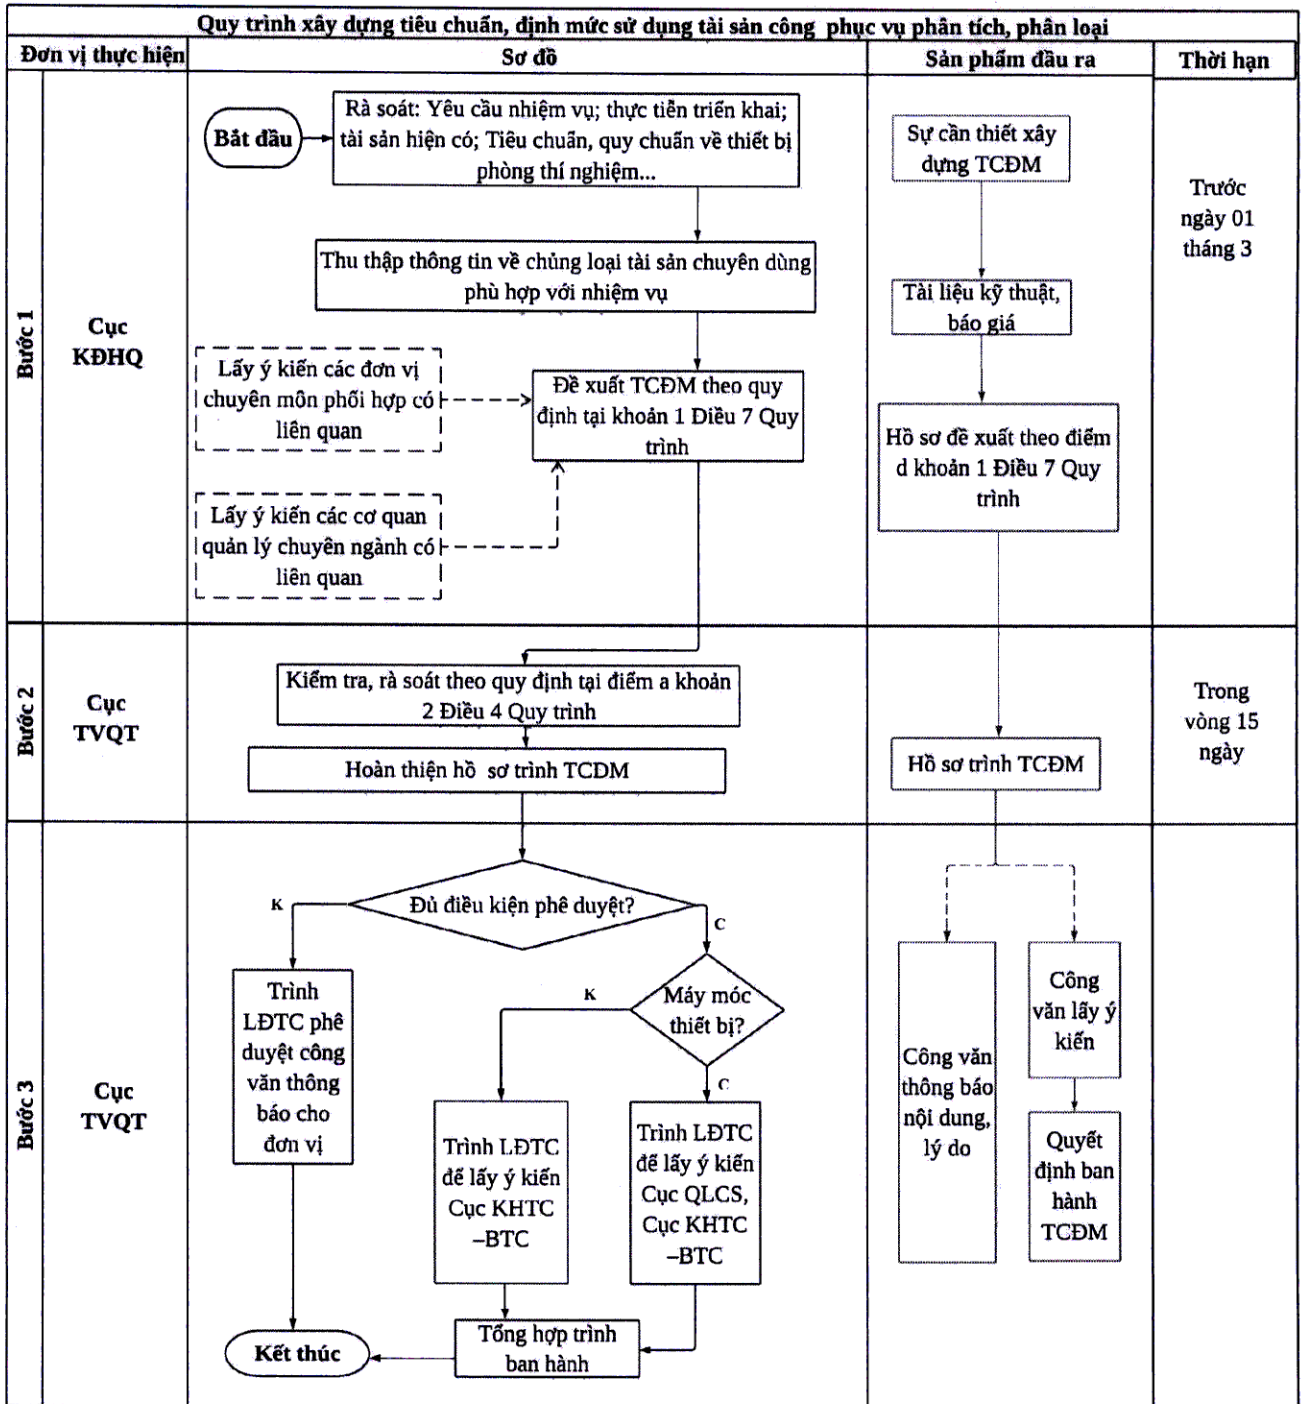 Quy trình xây dựng tiêu chuẩn, định mức sử dụng tài sản công phục vụ phân tích, phân loại
Đơn vị thực hiện
Sơ đồ
Sản phẩm đầu ra
Thời hạn
Bước 1
Cục
KĐHQ
Bắt đầu
Rà soát: Yêu cầu nhiệm vụ; thực tiễn triển khai;
tài sản hiện có; Tiêu chuẩn, quy chuẩn về thiết bị
phòng thí nghiệm...
Thu thập thông tin về chủng loại tài sản chuyên dùng
phù hợp với nhiệm vụ
Lấy ý kiến các đơn vị
chuyên môn phối hợp có
liên quan
Đề xuất TCĐM theo quy
định tại khoản 1 Điều 7 Quy
trình
Lấy ý kiến các cơ quan
quản lý chuyên ngành có
liên quan
Sự cần thiết xây
dựng TCĐM
Tài liệu kỹ thuật,
báo giá
Hồ sơ đề xuất theo điểm
d khoản 1 Điều 7 Quy
trình
Trước
ngày 01
tháng 3
Bước 2
Cục
TVQT
Kiểm tra, rà soát theo quy định tại điểm a khoản
2 Điều 4 Quy trình
Hoàn thiện hồ sơ trình TCĐM
Hồ sơ trình TCĐM
Trong
vòng 15
ngày
Bước 3
Cục
TVQT
Đủ điều kiện phê duyệt?
K
C
Trình
LĐTC phê
duyệt công
văn thông
báo cho
đơn vị
Máy móc
thiết bị?
K
C
Trình LĐTC
để lấy ý kiến
Cục KHTC
–BTC
Trình LĐTC
để lấy ý kiến
Cục QLCS,
Cục KHTC
–BTC
Tổng hợp trình
ban hành
Kết thúc
Công văn
thông báo
nội dung,
lý do
Công
văn lấy ý
kiến
Quyết
định ban
hành
TCĐM